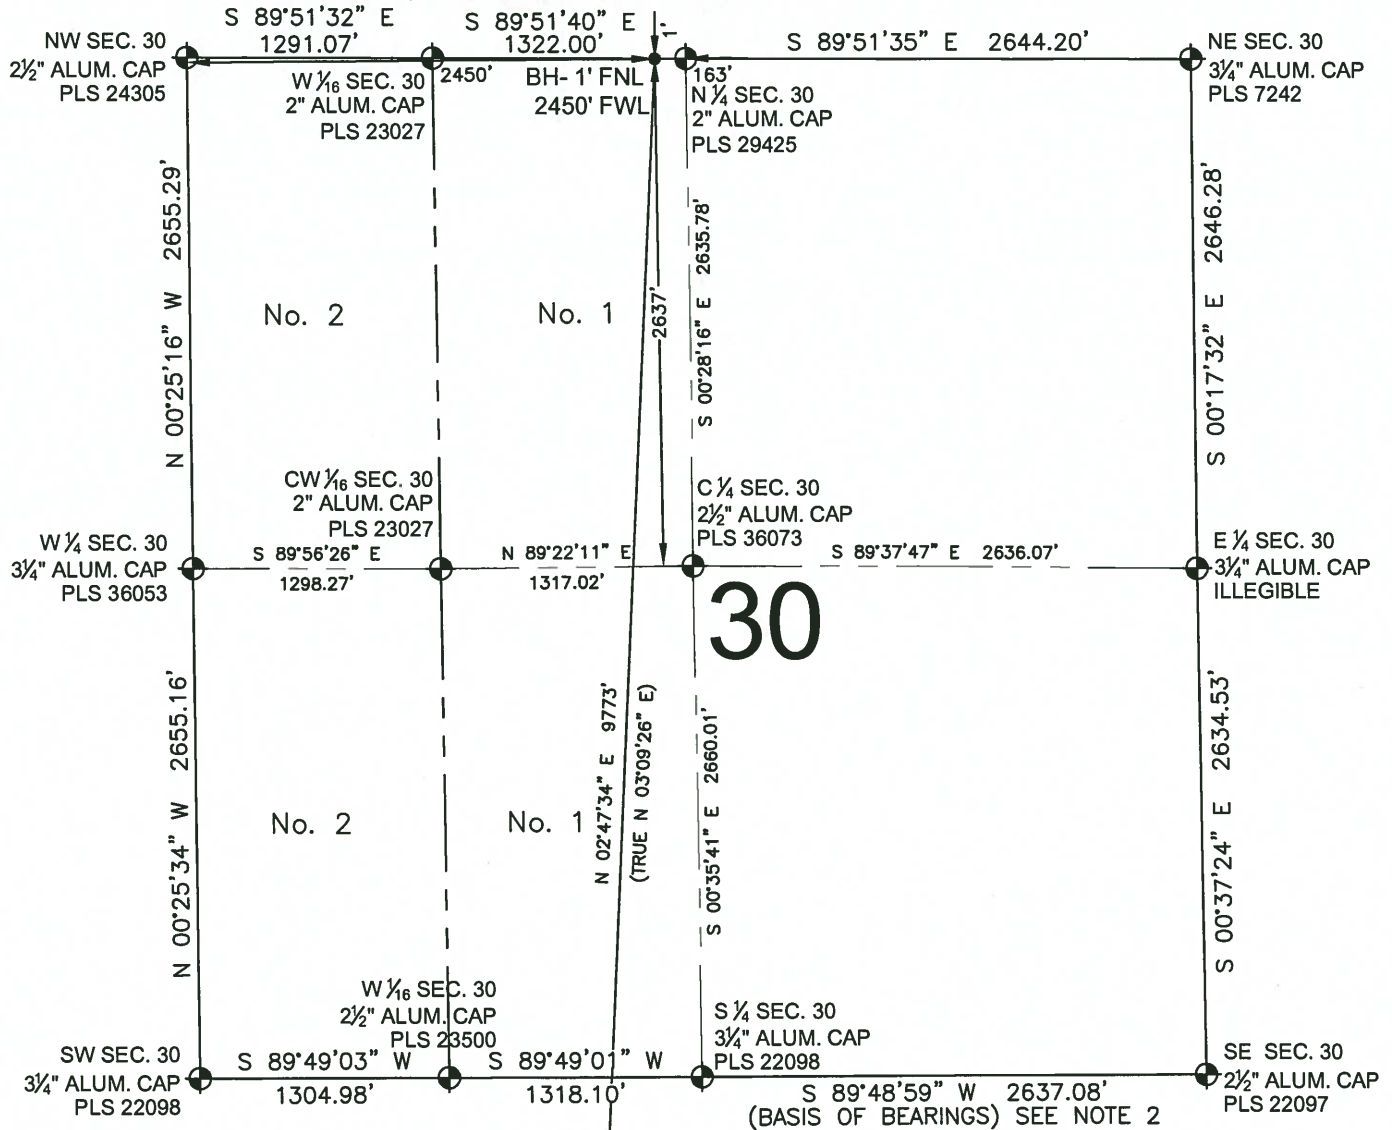 S 89°51'32" E
1291.07'
S 89°51'40" E
1322.00'
1'
S 89°51'35" E 2644.20'
NW SEC. 30
2½" ALUM. CAP
PLS 24305
W 1/16 SEC. 30
2" ALUM. CAP
PLS 23027
2450'
BH- 1' FNL
2450' FWL
163'
N ¼ SEC. 30
2" ALUM. CAP
PLS 29425
NE SEC. 30
3¼" ALUM. CAP
PLS 7242
N 00°25'16" W 2655.29'
No. 2
No. 1
2637'
S 00°28'16" E 2635.78'
S 00°17'32" E 2646.28'
CW 1/16 SEC. 30
2" ALUM. CAP
PLS 23027
C ¼ SEC. 30
2½" ALUM. CAP
PLS 36073
W ¼ SEC. 30
3¼" ALUM. CAP
PLS 36053
S 89°56'26" E
1298.27'
N 89°22'11" E
1317.02'
S 89°37'47" E 2636.07'
E ¼ SEC. 30
3¼" ALUM. CAP
ILLEGIBLE
30
N 00°25'34" W 2655.16'
No. 2
No. 1
N 02°47'34" E 9773'
(TRUE N 03°09'26" E)
S 00°35'41" E 2660.01'
S 00°37'24" E 2634.53'
W 1/16 SEC. 30
2½" ALUM. CAP
PLS 23500
S ¼ SEC. 30
3¼" ALUM. CAP
PLS 22098
SW SEC. 30
3¼" ALUM. CAP
PLS 22098
S 89°49'03" W
1304.98'
S 89°49'01" W
1318.10'
S 89°48'59" W 2637.08'
(BASIS OF BEARINGS) SEE NOTE 2
SE SEC. 30
2½" ALUM. CAP
PLS 22097